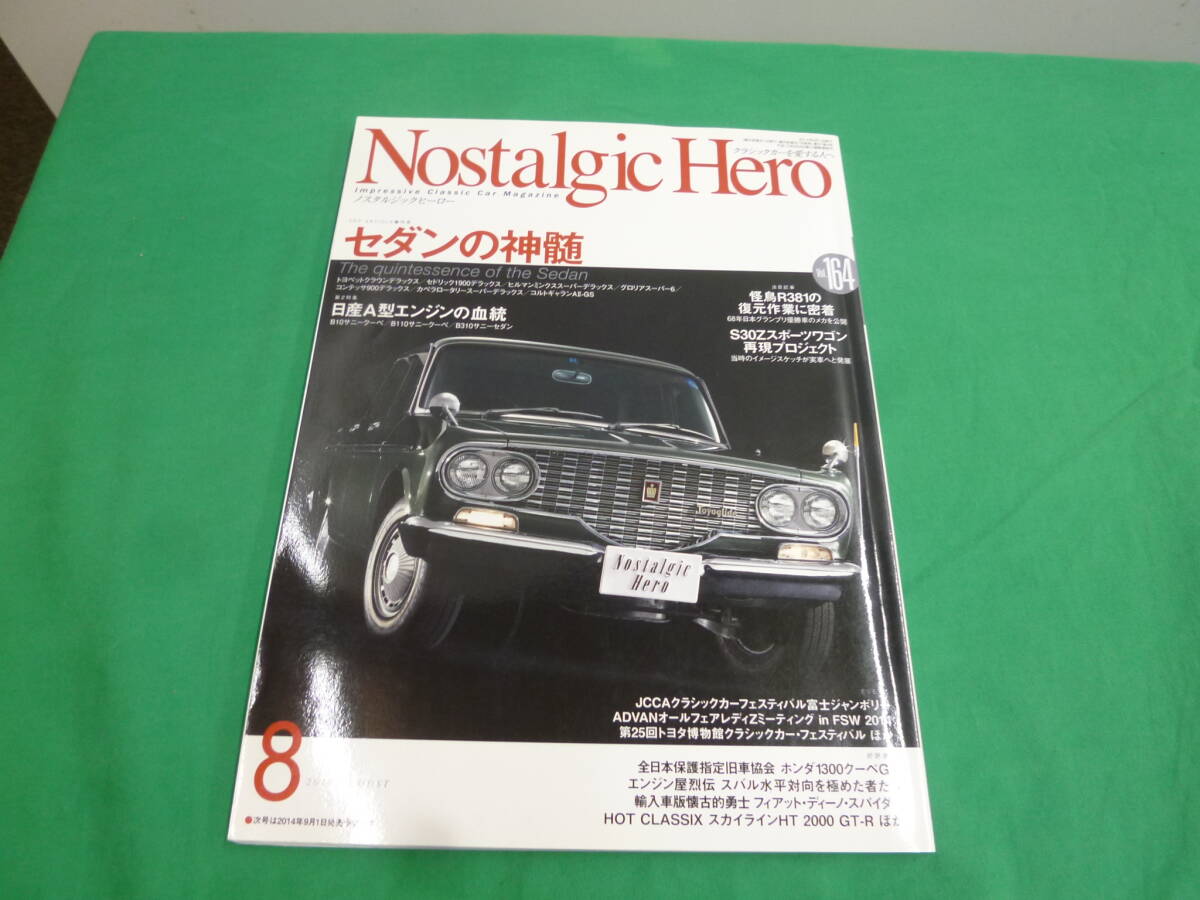 Nostalgic Hero
クラシックカーを愛する人へ
Impressive Classic Car Magazine
ノスタルジックヒーロー
セダンの神髄
The quintessence of the Sedan
トヨペットクラウンデラックス／セドリック1900デラックス／ヒルマンミンクススーパーデラックス／グロリアスーパー6／
コンテッサ900デラックス／カペラロータリースーパーデラックス／コルトギャランAII-GS
第2特集
日産A型エンジンの血統
B10サニークーペ／B110サニークーペ／B310サニーセダン
Vol.164
怪鳥R381の
復元作業に密着
68年日本グランプリ優勝車のメカを公開
S30Zスポーツワゴン
再現プロジェクト
当時のイメージスケッチが実車へと発展
Toyoglide
Nostalgic
Hero
JCCAクラシックカーフェスティバル富士ジャンボリー
ADVANオールフェアレディZミーティング in FSW 2014
第25回トヨタ博物館クラシックカー・フェスティバル ほか
8
全日本保護指定旧車協会 ホンダ1300クーペG
エンジン屋烈伝 スバル水平対向を極めた者た
輸入車版懐古的勇士 フィアット・ディーノ・スパイダ
HOT CLASSIX スカイラインHT 2000 GT-R ほか
●次号は2014年9月1日発売